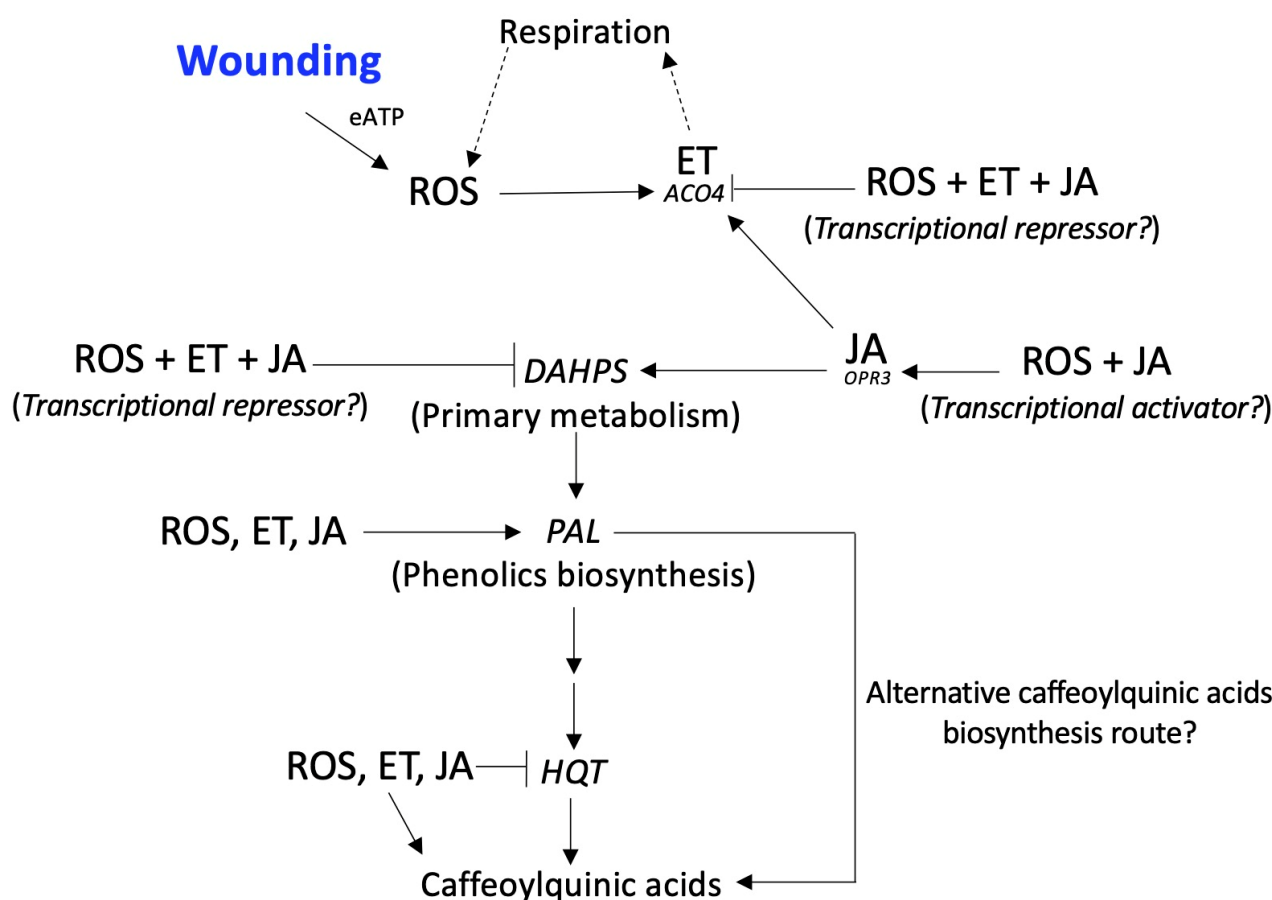 Respiration
Wounding
eATP
ROS
ET
ACO4
ROS + ET + JA
(Transcriptional repressor?)
ROS + ET + JA
(Transcriptional repressor?)
DAHPS
(Primary metabolism)
JA
OPR3
ROS + JA
(Transcriptional activator?)
ROS, ET, JA
PAL
(Phenolics biosynthesis)
Alternative caffeoylquinic acids
biosynthesis route?
ROS, ET, JA
HQT
Caffeoylquinic acids